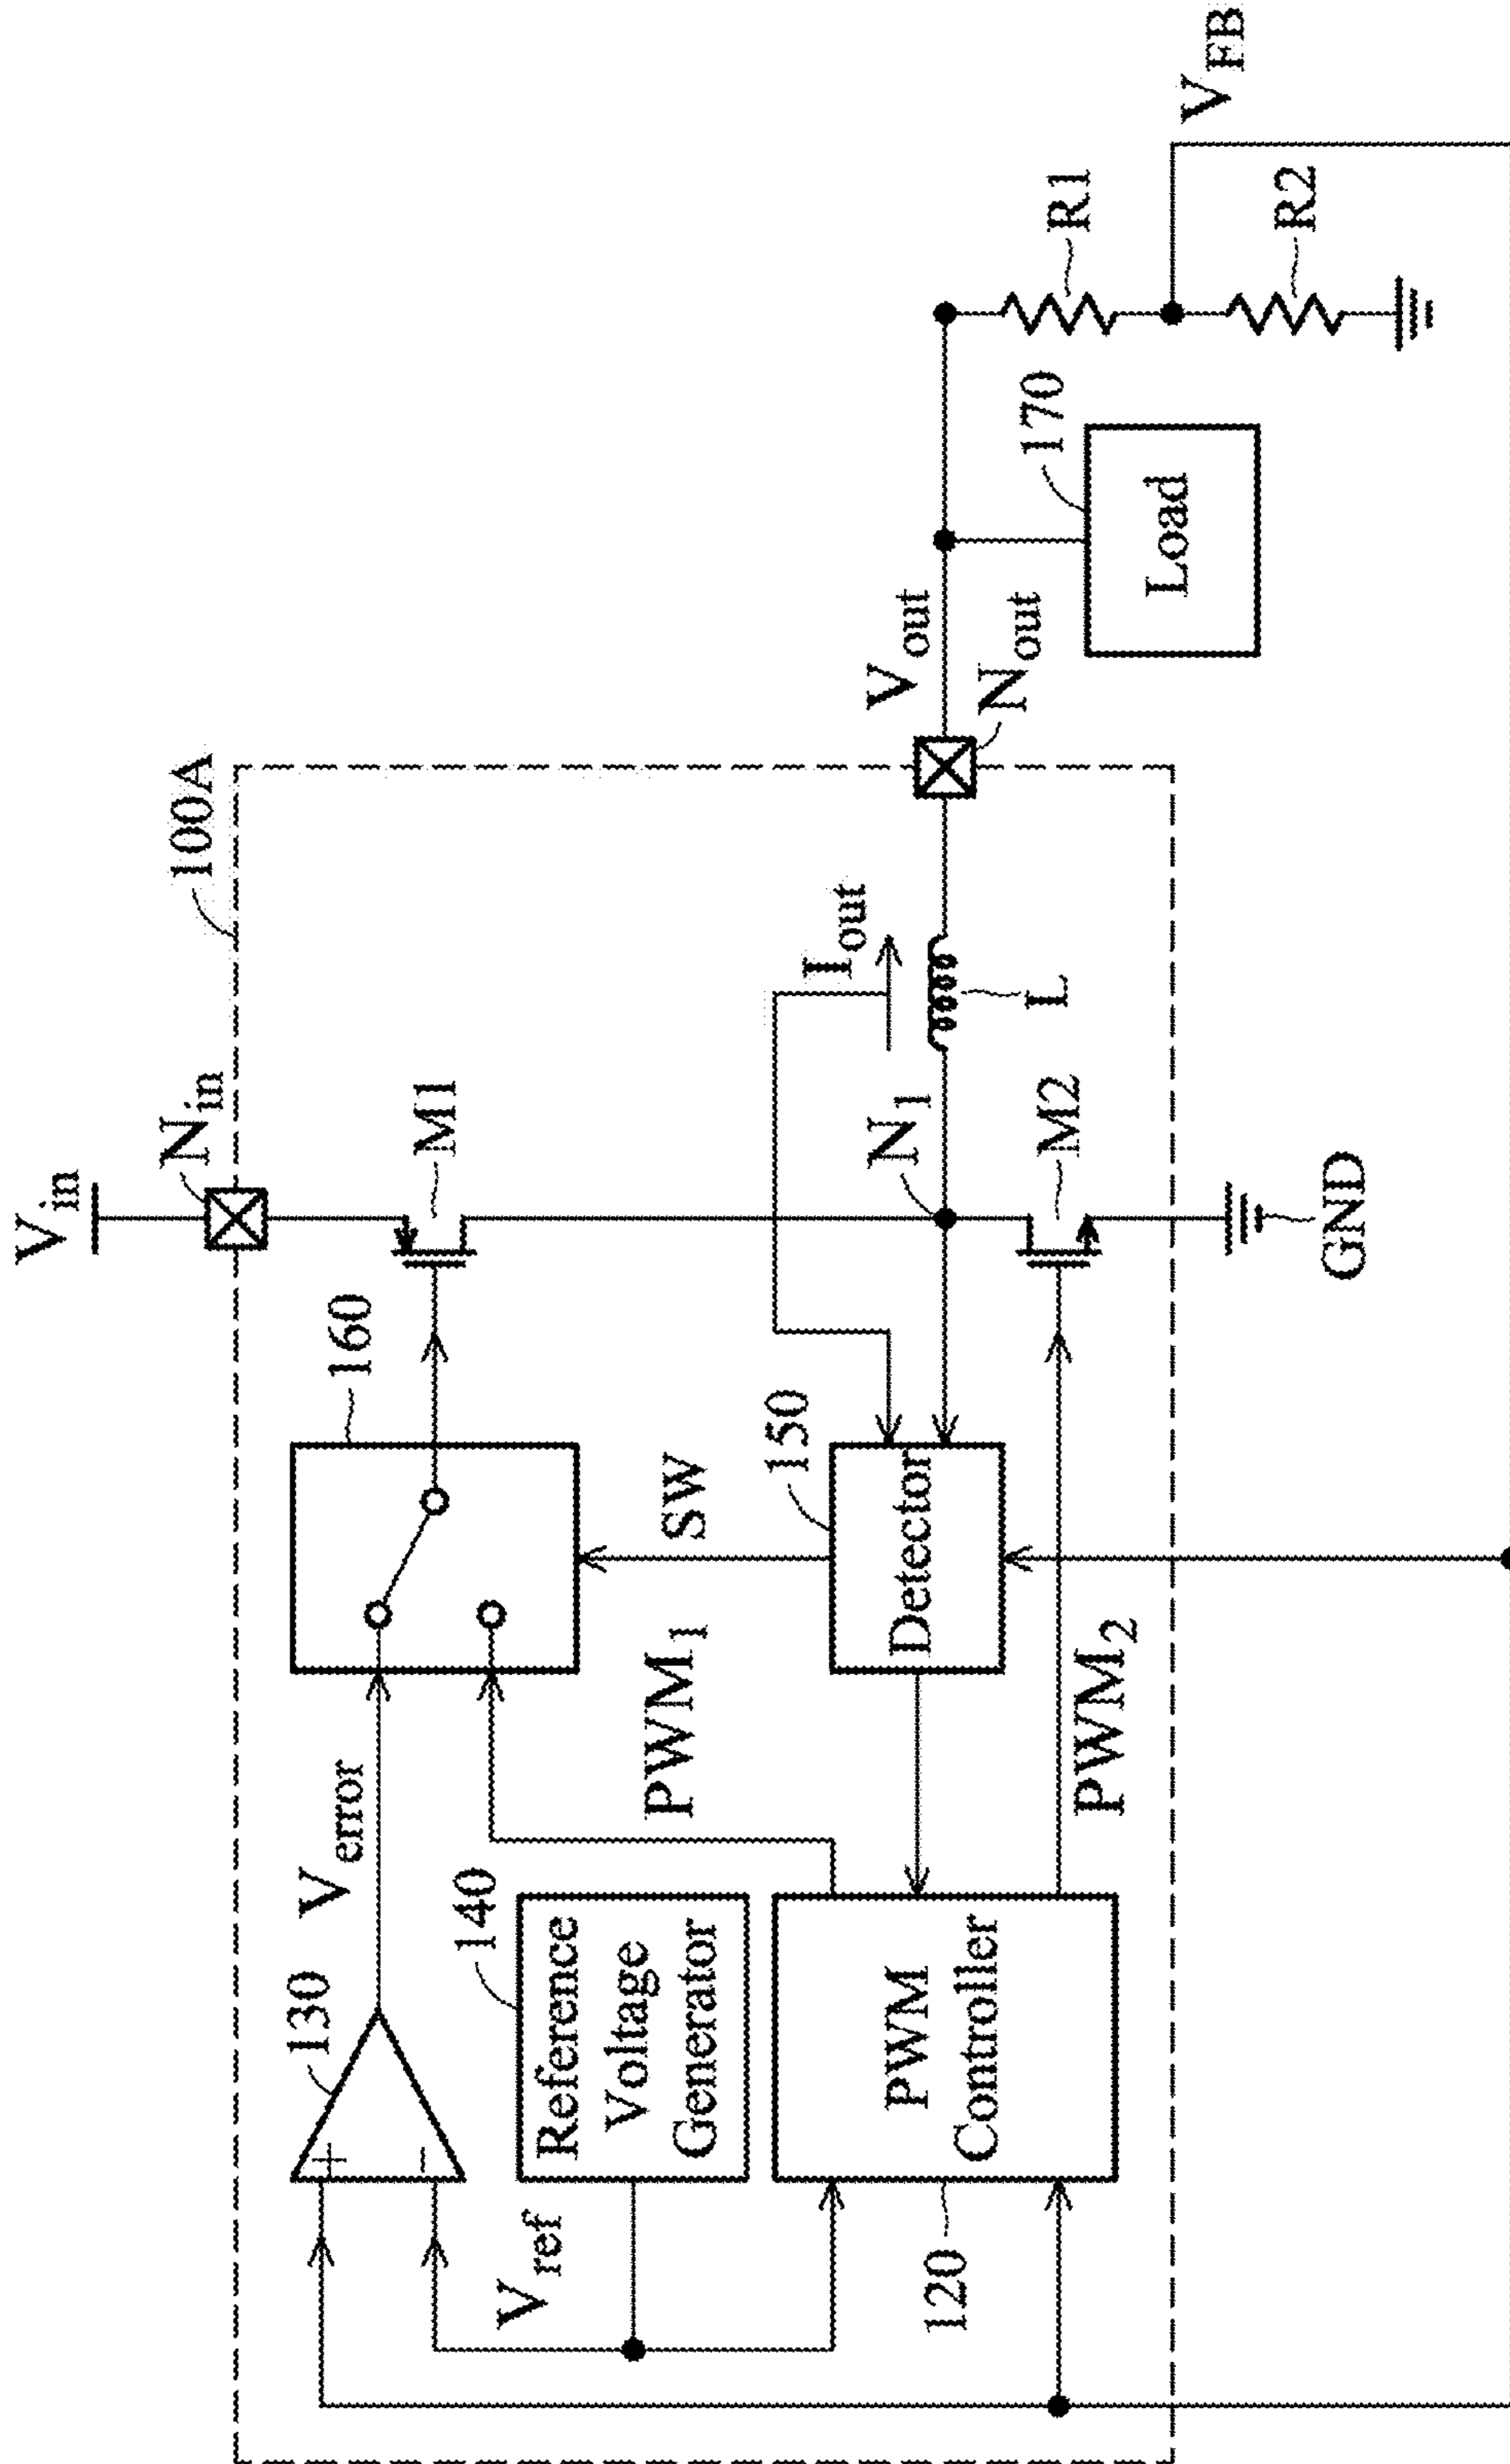 V_in
N_in
100A
160
M1
130
V_error
140
Reference
Voltage
Generator
V_ref
PWM_1
SW
150
Detector
I_out
L
N_1
V_out
N_out
M2
PWM
Controller
120
PWM_2
GND
170
Load
R1
V_FB
R2
+
−